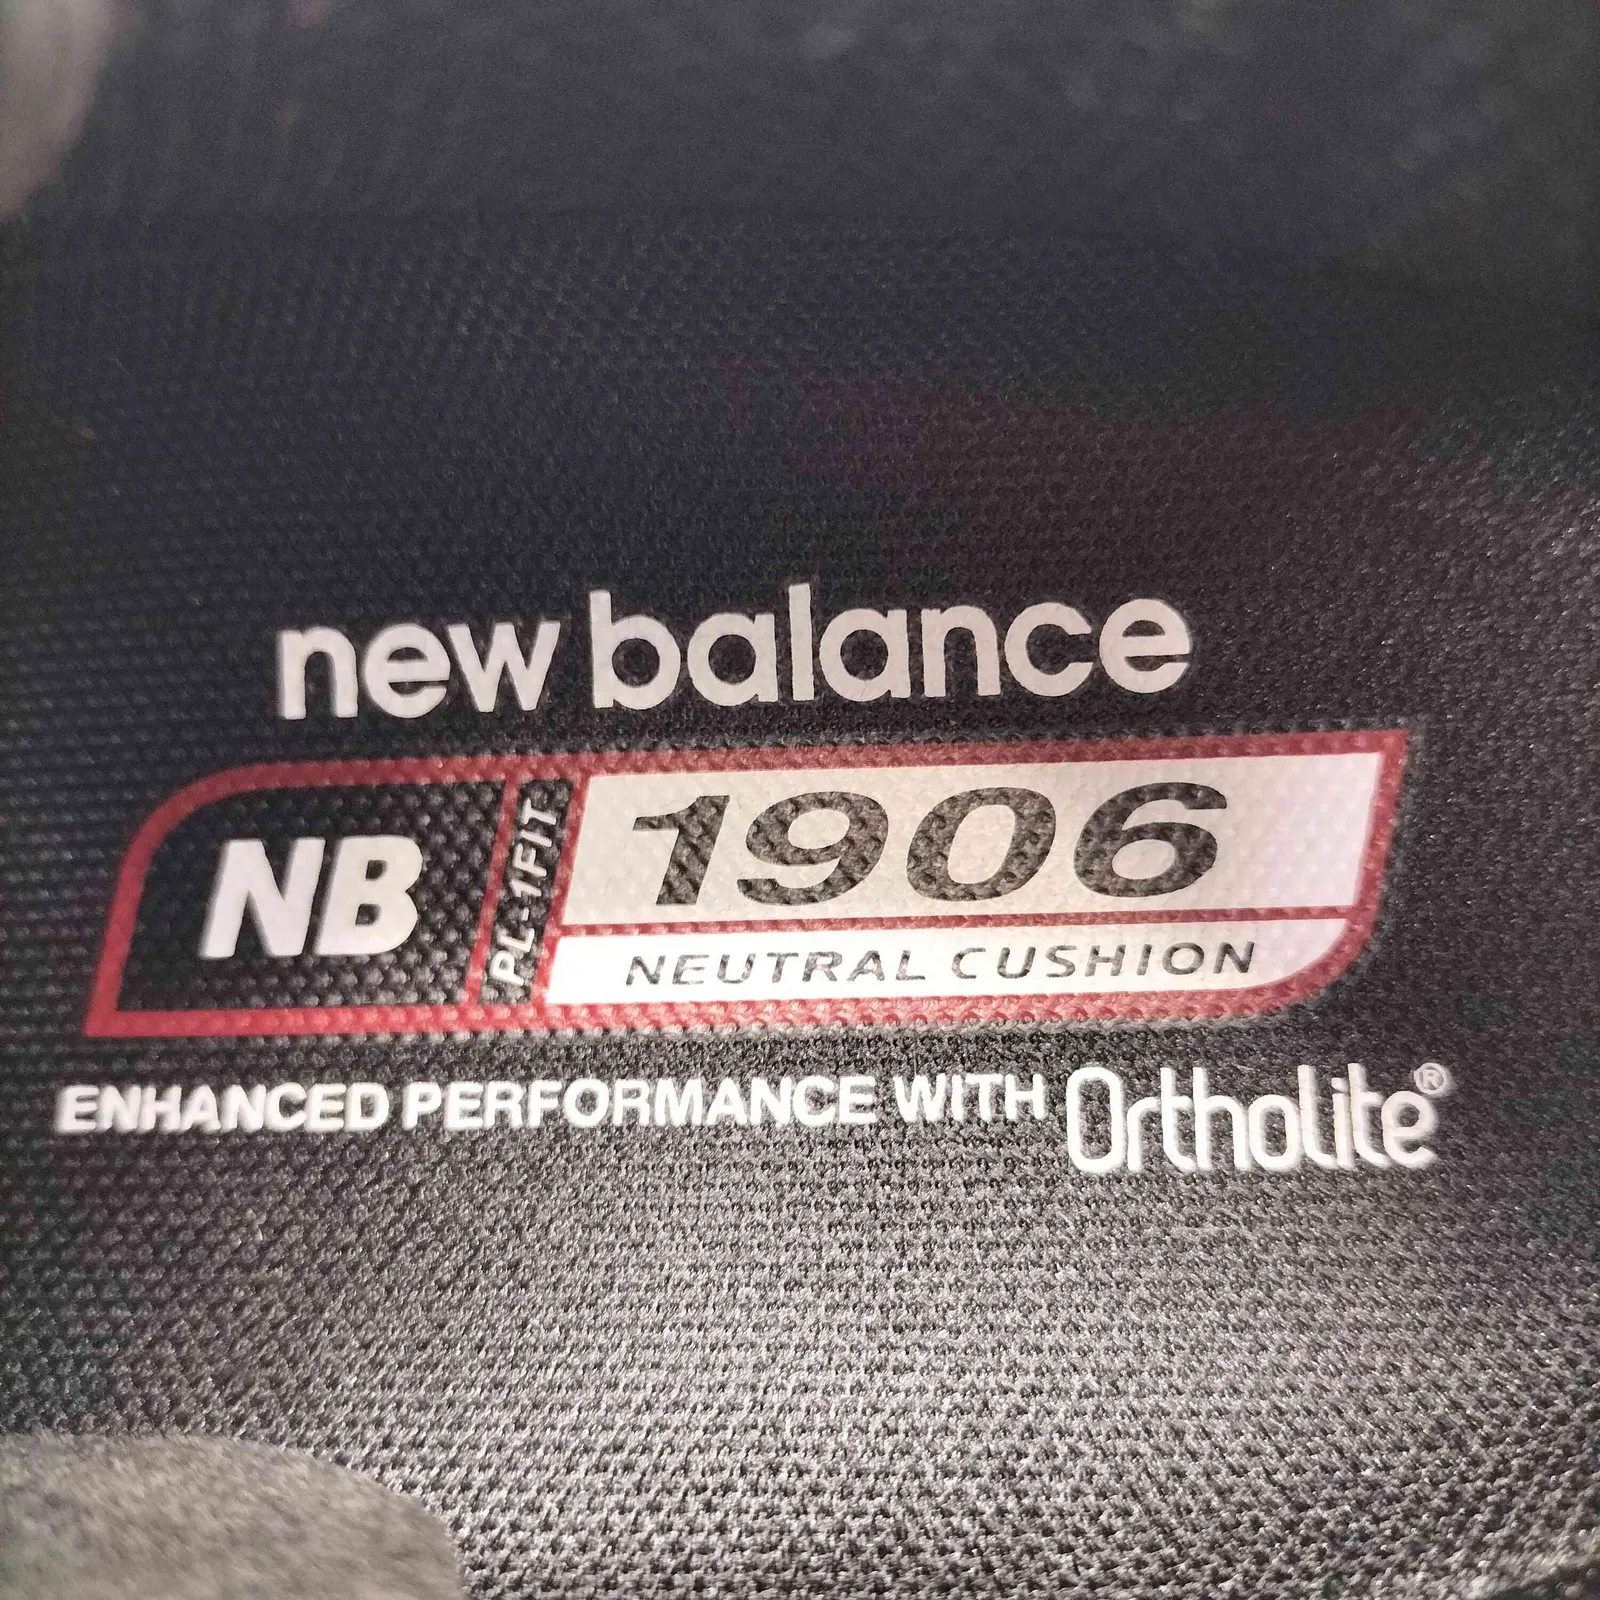 new balance
NB PL-1FIT 1906
NEUTRAL CUSHION
ENHANCED PERFORMANCE WITH Ortholite®